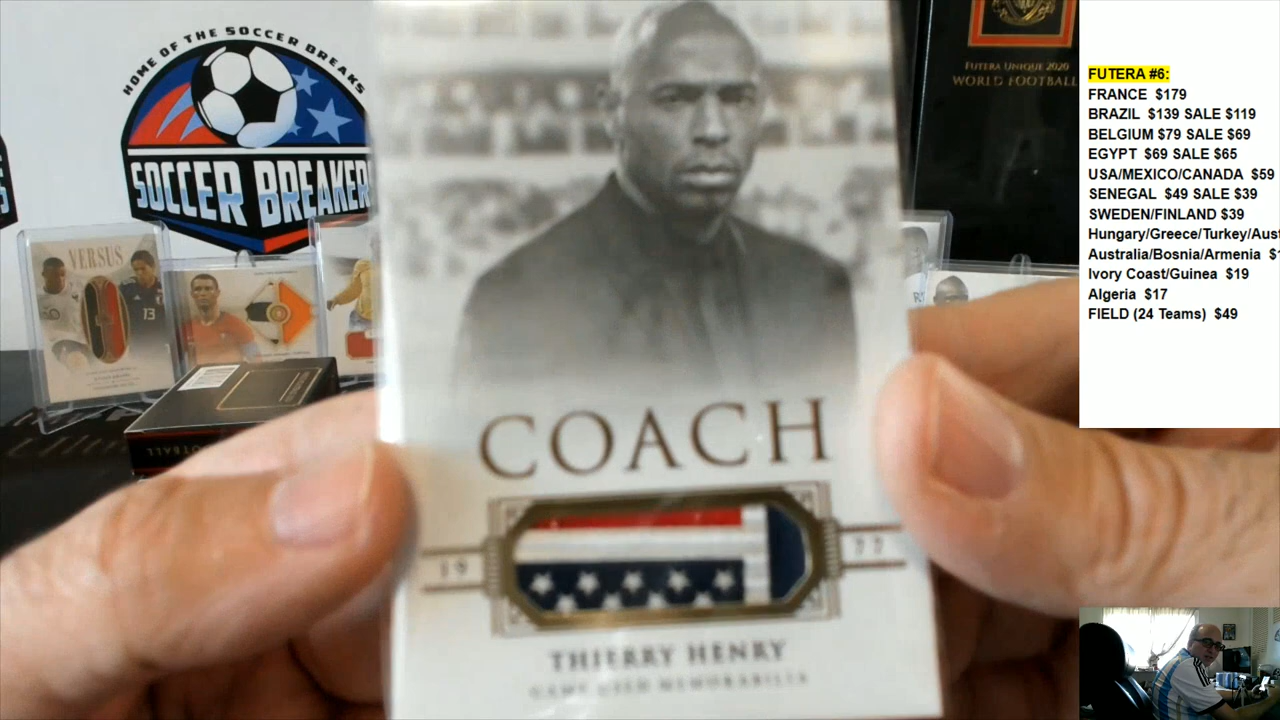 HOME OF THE SOCCER BREAKS
SOCCER BREAKER
VERSUS
13
FUTERA UNIQUE 2020
WORLD FOOTBALL
COACH
19
77
THIERRY HENRY
GAME USED MEMORABILIA
FUTERA #6:
FRANCE $179
BRAZIL $139 SALE $119
BELGIUM $79 SALE $69
EGYPT $69 SALE $65
USA/MEXICO/CANADA $59
SENEGAL $49 SALE $39
SWEDEN/FINLAND $39
Hungary/Greece/Turkey/Aust
Australia/Bosnia/Armenia $1
Ivory Coast/Guinea $19
Algeria $17
FIELD (24 Teams) $49